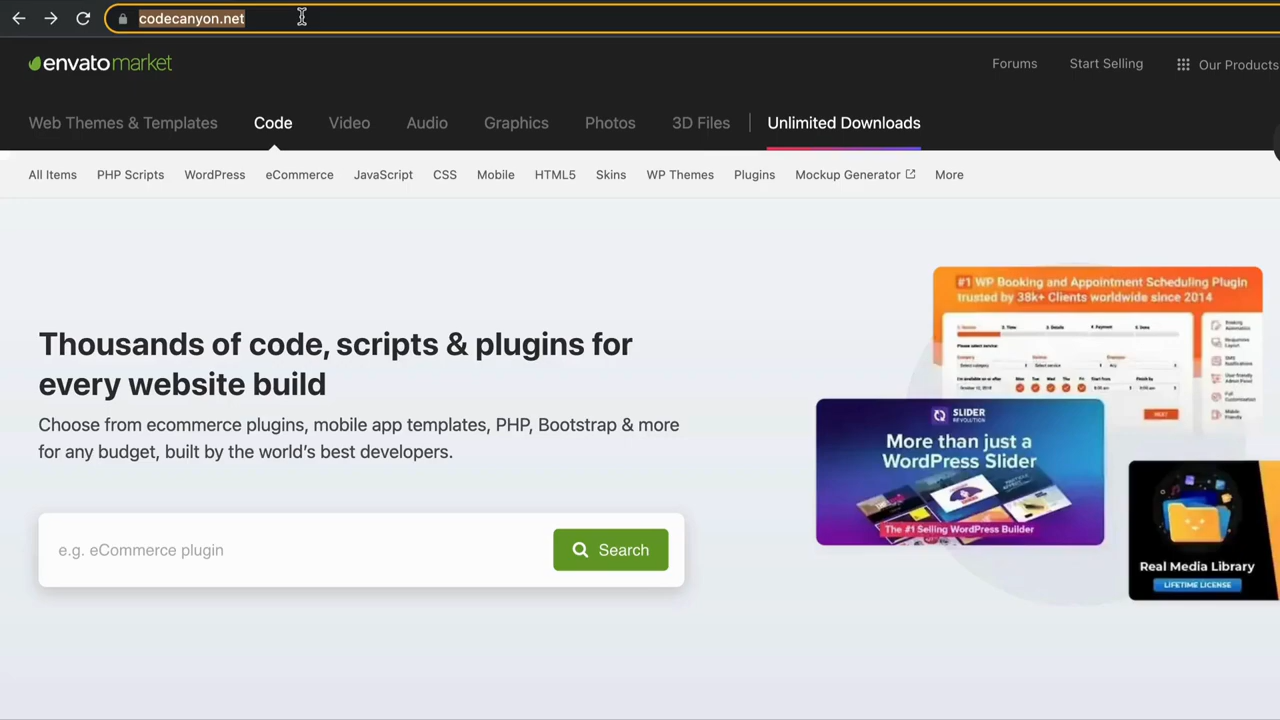 codecanyon.net
envatomarket
Forums
Start Selling
Our Products
Web Themes & Templates
Code
Video
Audio
Graphics
Photos
3D Files
Unlimited Downloads
All Items
PHP Scripts
WordPress
eCommerce
JavaScript
CSS
Mobile
HTML5
Skins
WP Themes
Plugins
Mockup Generator
More
Thousands of code, scripts & plugins for
every website build
Choose from ecommerce plugins, mobile app templates, PHP, Bootstrap & more
for any budget, built by the world's best developers.
e.g. eCommerce plugin
Search
#1 WP Booking and Appointment Scheduling Plugin
trusted by 38k+ Clients worldwide since 2014
SLIDER
REVOLUTION
More than just a
WordPress Slider
The #1 Selling WordPress Builder
Real Media Library
LIFETIME LICENSE